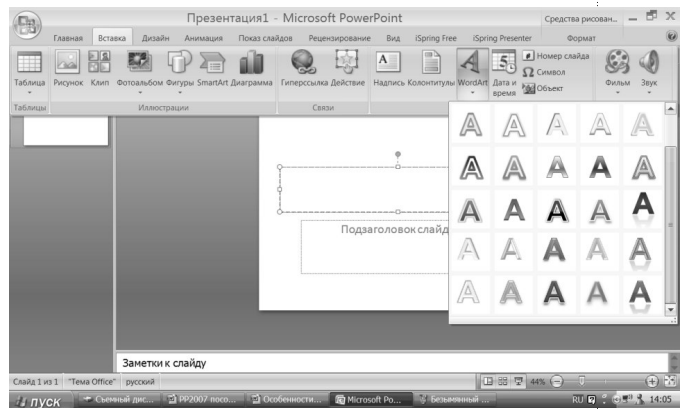 Презентация1 - Microsoft PowerPoint
Средства рисован...
Главная Вставка Дизайн Анимация Показ слайдов Рецензирование Вид iSpring Free iSpring Presenter Формат
Таблица Рисунок Клип Фотоальбом Фигуры SmartArt Диаграмма Гиперссылка Действие Надпись Колонтитулы WordArt Дата и время
Номер слайда
Символ
Объект
Фильм Звук
Таблицы Иллюстрации Связи
Подзаголовок слайд
Заметки к слайду
Слайд 1 из 1 "Тема Office" русский 44%
пуск Съемный дис... PP2007 посо... Особенности... Microsoft Po... Безымянный ... RU 14:05